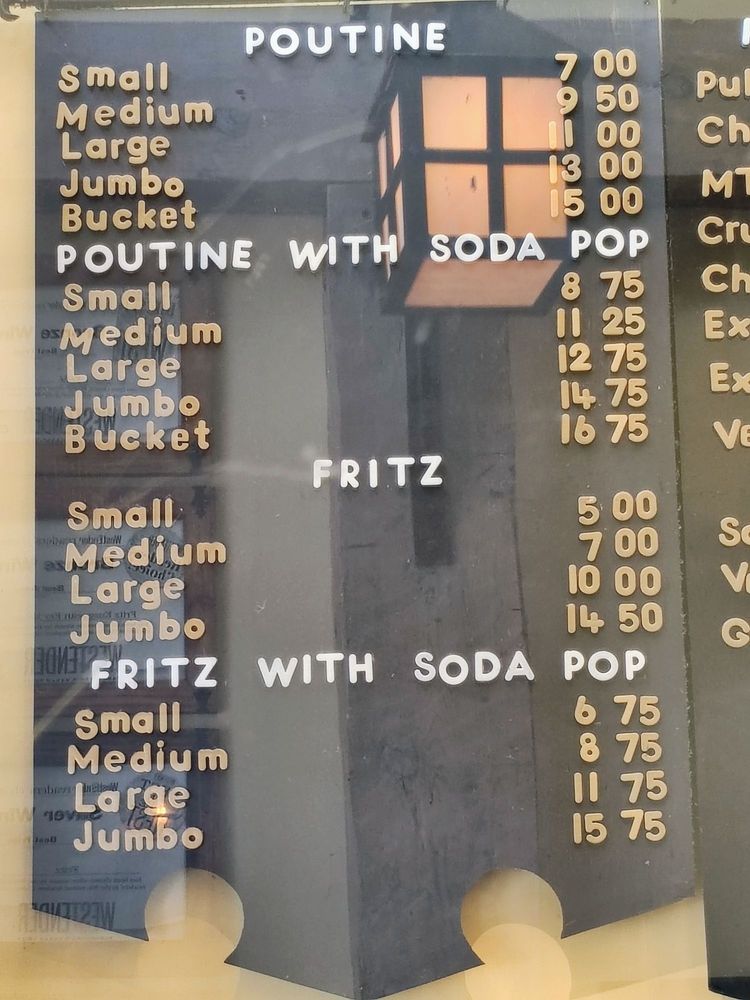 POUTINE
Small 7 00
Medium 9 50
Large 11 00
Jumbo 13 00
Bucket 15 00
POUTINE WITH SODA POP
Small 8 75
Medium 11 25
Large 12 75
Jumbo 14 75
Bucket 16 75
FRITZ
Small 5 00
Medium 7 00
Large 10 00
Jumbo 14 50
FRITZ WITH SODA POP
Small 6 75
Medium 8 75
Large 11 75
Jumbo 15 75